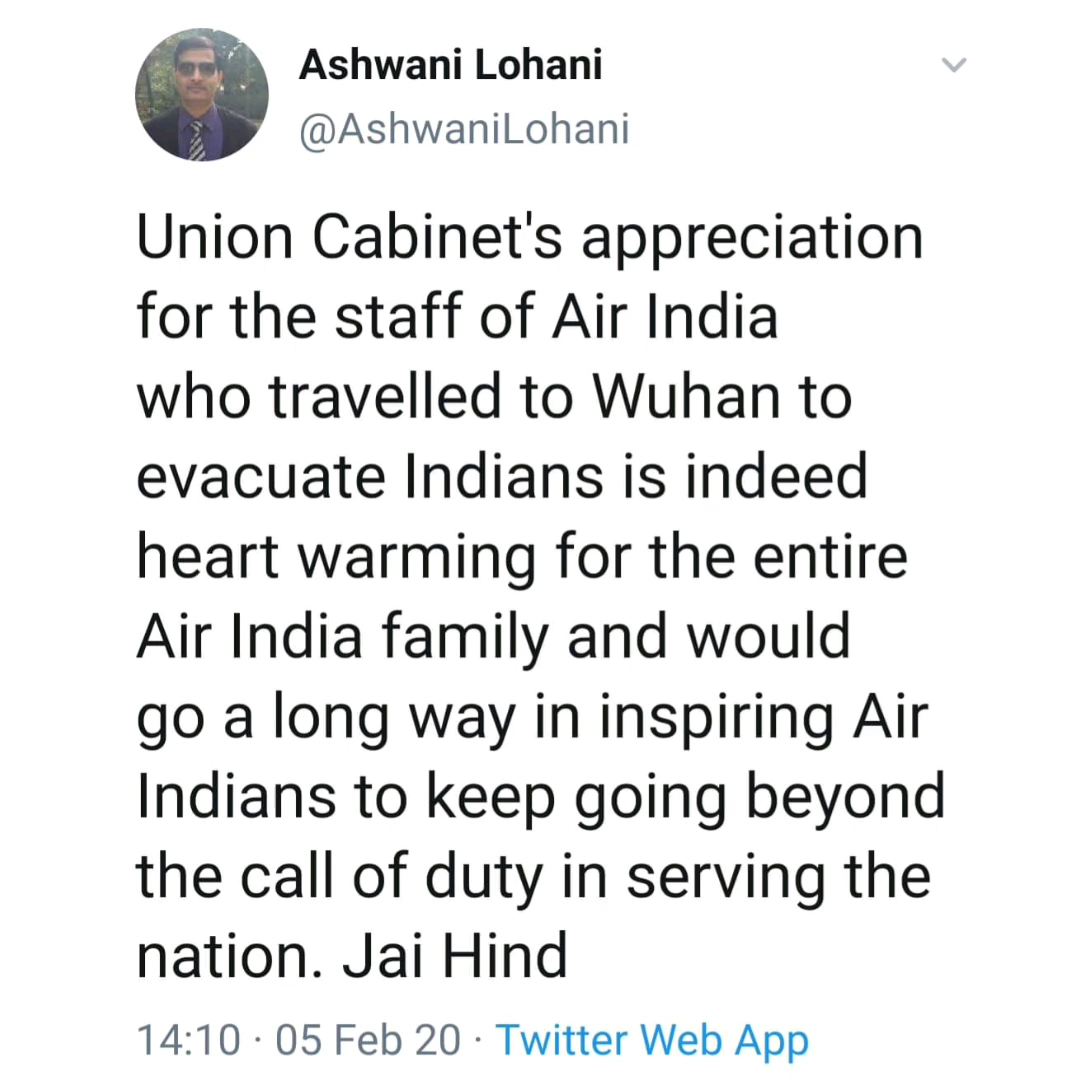 Ashwani Lohani
@AshwaniLohani
Union Cabinet's appreciation
for the staff of Air India
who travelled to Wuhan to
evacuate Indians is indeed
heart warming for the entire
Air India family and would
go a long way in inspiring Air
Indians to keep going beyond
the call of duty in serving the
nation. Jai Hind
14:10 · 05 Feb 20 · Twitter Web App